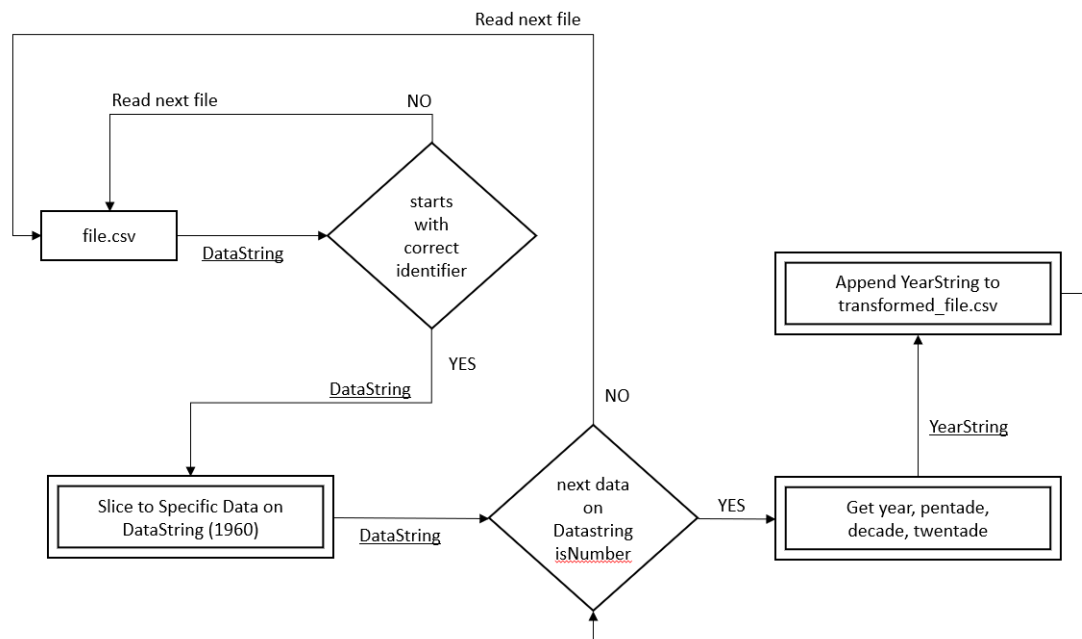 Read next file
Read next file
NO
starts
with
correct
identifier
file.csv
DataString
Append YearString to
transformed_file.csv
YES
DataString
NO
YearString
Slice to Specific Data on
DataString (1960)
DataString
next data
on
Datastring
isNumber
YES
Get year, pentade,
decade, twentade